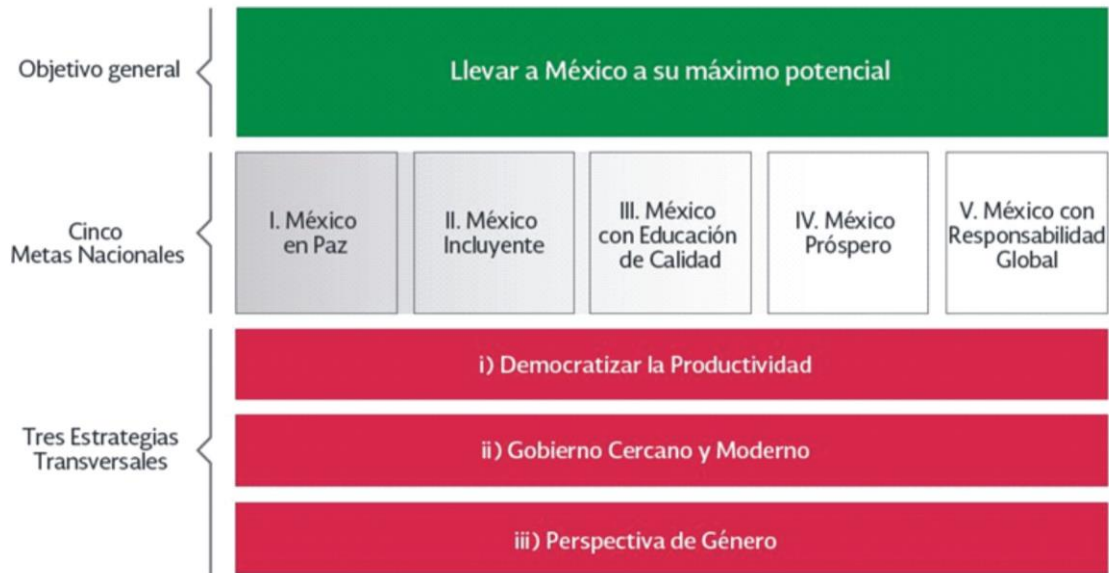 Objetivo general
Llevar a México a su máximo potencial
Cinco
Metas Nacionales
I. México
en Paz
II. México
Incluyente
III. México
con Educación
de Calidad
IV. México
Próspero
V. México con
Responsabilidad
Global
Tres Estrategias
Transversales
i) Democratizar la Productividad
ii) Gobierno Cercano y Moderno
iii) Perspectiva de Género